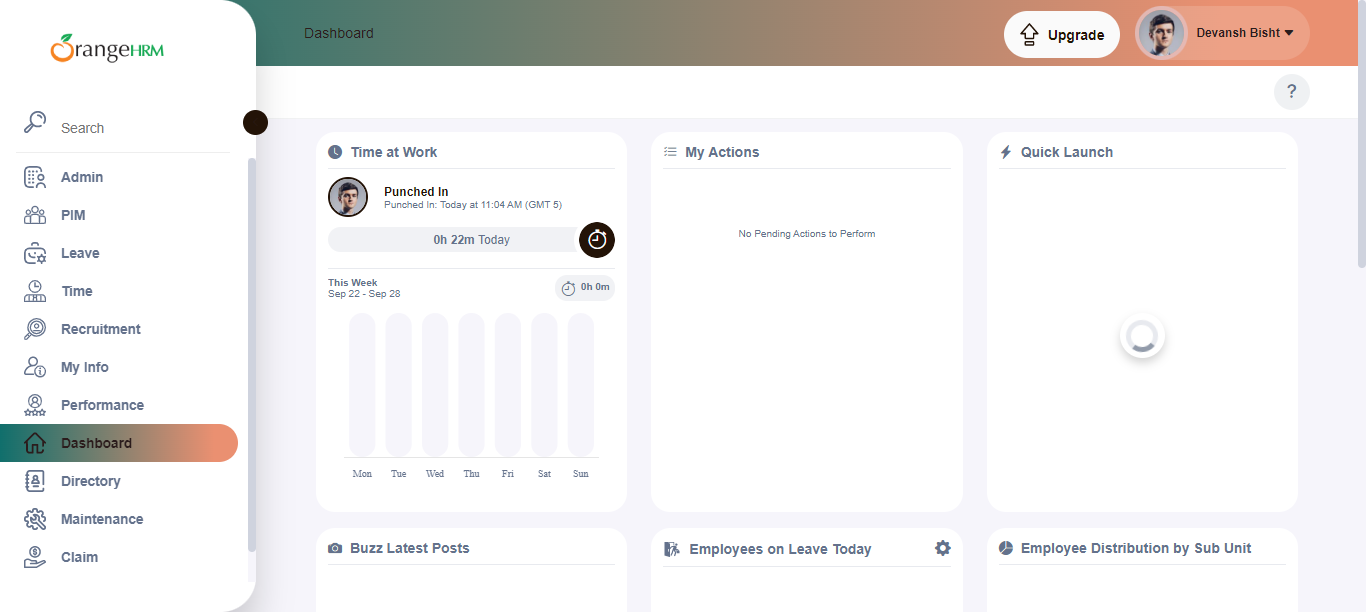 OrangeHRM
Dashboard
Upgrade
Devansh Bisht
?
Search
Admin
PIM
Leave
Time
Recruitment
My Info
Performance
Dashboard
Directory
Maintenance
Claim
Time at Work
Punched In
Punched In: Today at 11:04 AM (GMT 5)
0h 22m Today
This Week
Sep 22 - Sep 28
0h 0m
Mon Tue Wed Thu Fri Sat Sun
My Actions
No Pending Actions to Perform
Quick Launch
Buzz Latest Posts
Employees on Leave Today
Employee Distribution by Sub Unit